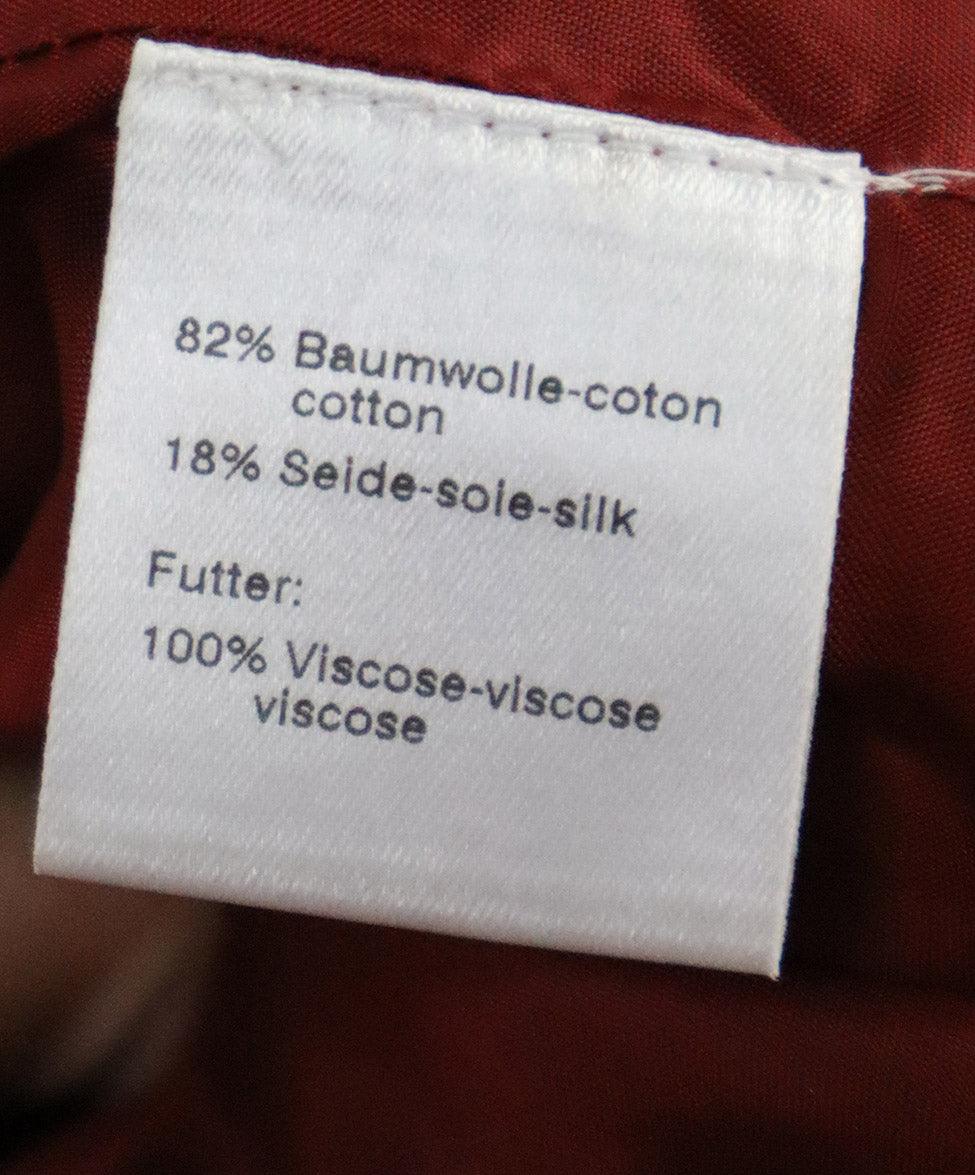 82% Baumwolle-coton
cotton
18% Seide-soie-silk
Futter:
100% Viscose-viscose
viscose